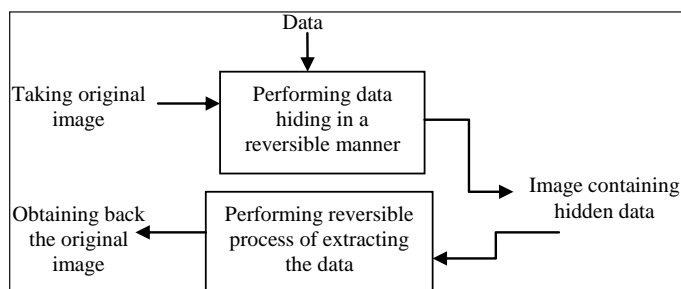 Data
Taking original
image
Performing data
hiding in a
reversible manner
Image containing
hidden data
Performing reversible
process of extracting
the data
Obtaining back
the original
image